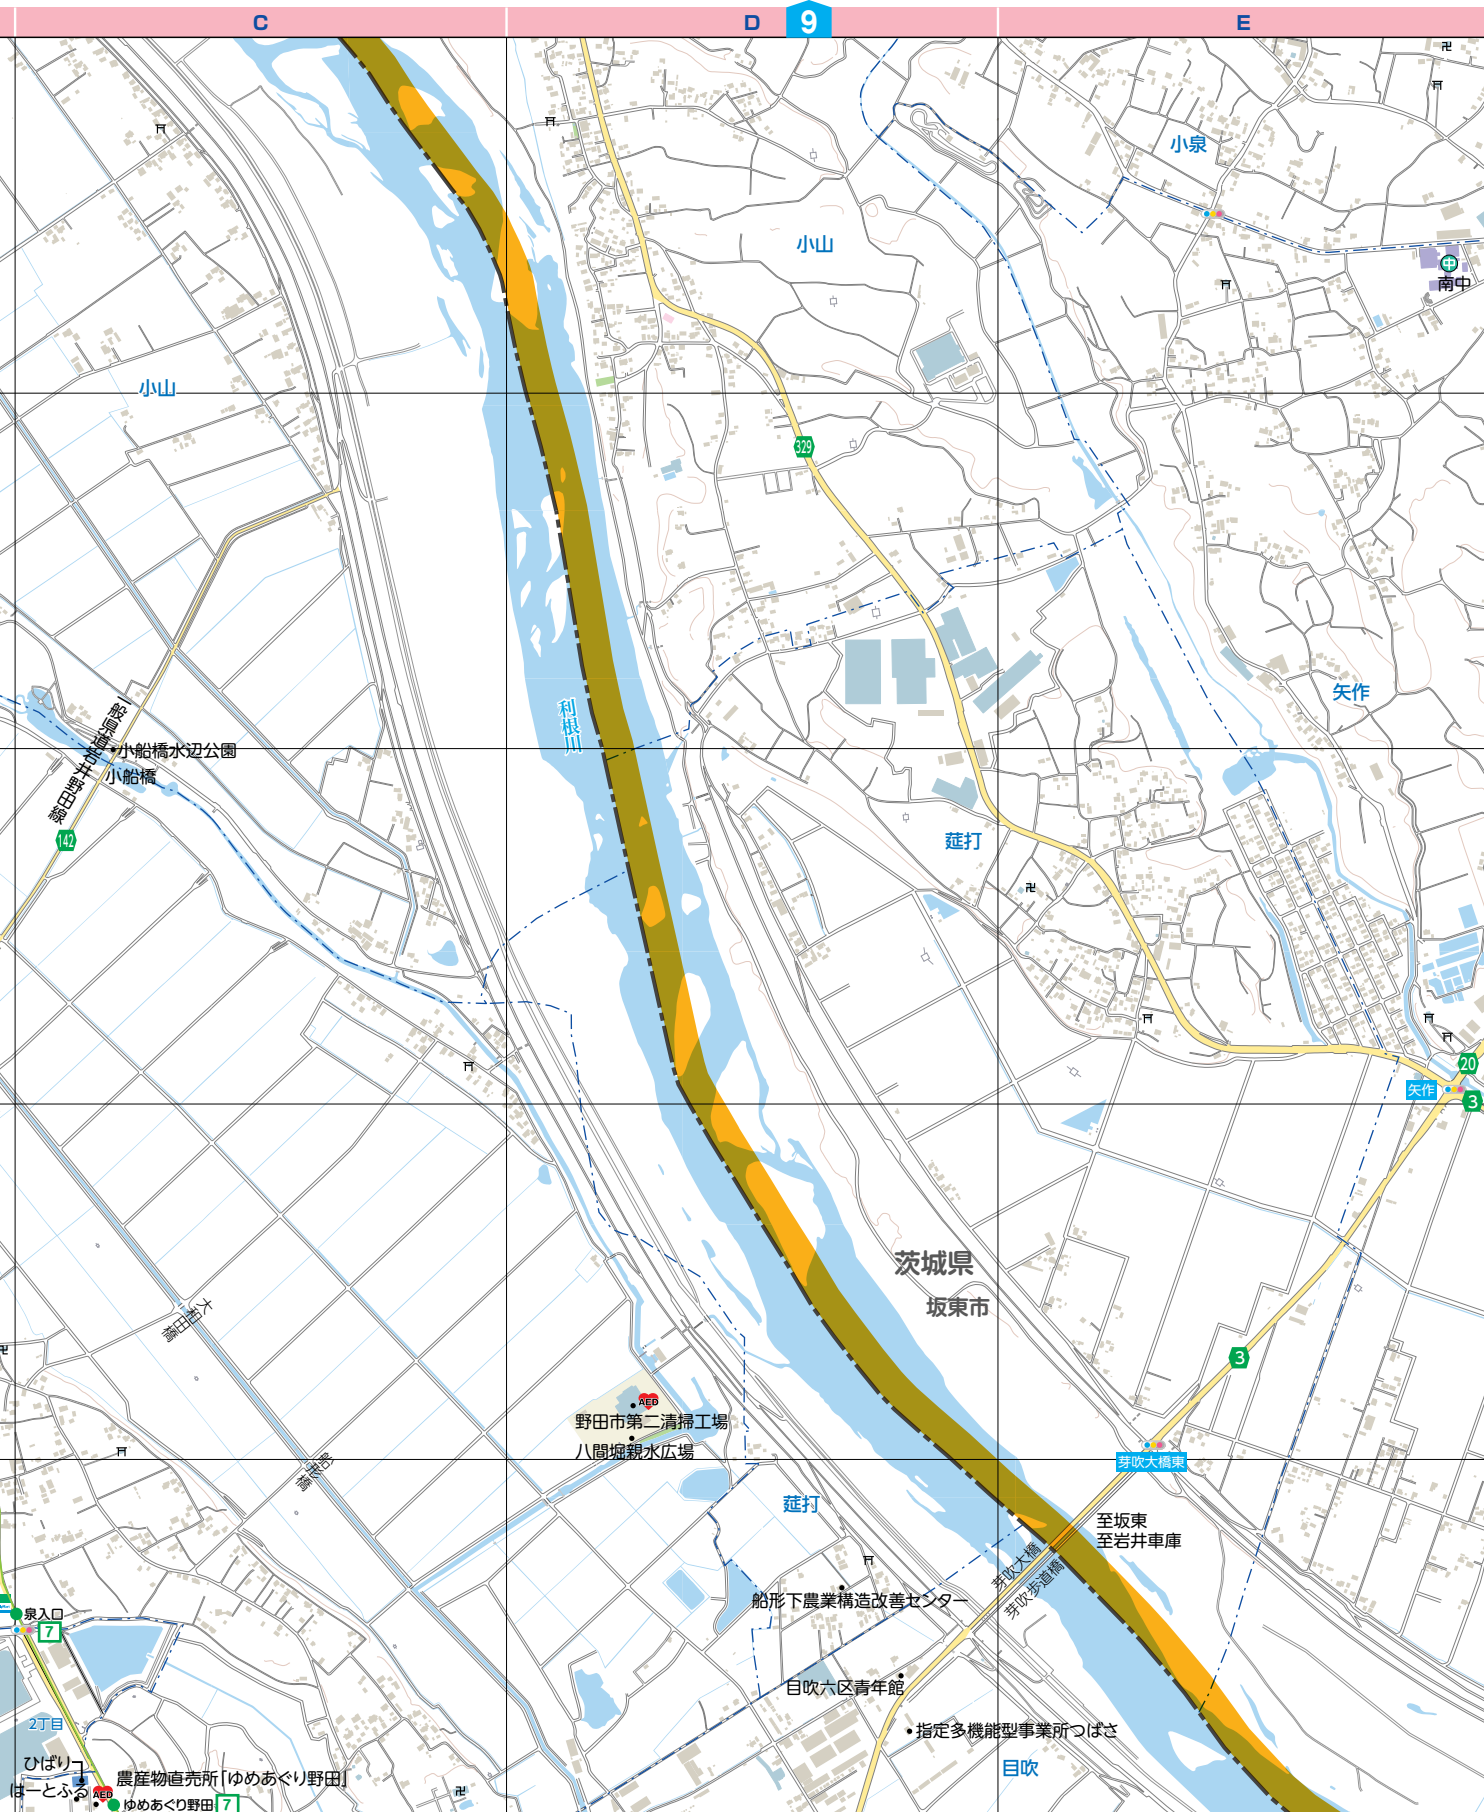 C
D
9
E
小泉
南中
中
小山
小山
329
利根川
矢作
一般県道岩井野田線
小船橋水辺公園
小船橋
142
莚打
20
矢作
3
茨城県
坂東市
大和田橋
3
AED
野田市第二清掃工場
八間堀親水広場
船形橋
芽吹大橋東
莚打
至坂東
至岩井車庫
芽吹大橋
芽吹歩道橋
船形下農業構造改善センター
泉入口
7
目吹六区青年館
2丁目
指定多機能型事業所つばさ
目吹
ひばり
はーとふる
AED
農産物直売所「ゆめあぐり野田」
ゆめあぐり野田
7